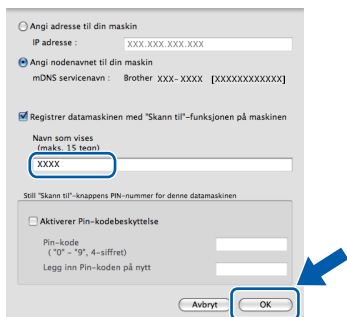 Angi adresse til din maskin
IP adresse : XXX.XXX.XXX.XXX
Angi nodenavnet til din maskin
mDNS servicenavn : Brother XXX-XXXX [XXXXXXXXXXXX]
Registrer datamaskinen med "Skann til"-funksjonen på maskinen
Navn som vises
(maks. 15 tegn)
XXXX
Still "Skann til"-knappens PIN-nummer for denne datamaskinen
Aktiverer Pin-kodebeskyttelse
Pin-kode
( "0" - "9", 4-siffret)
Legg inn Pin-koden på nytt
Avbryt OK